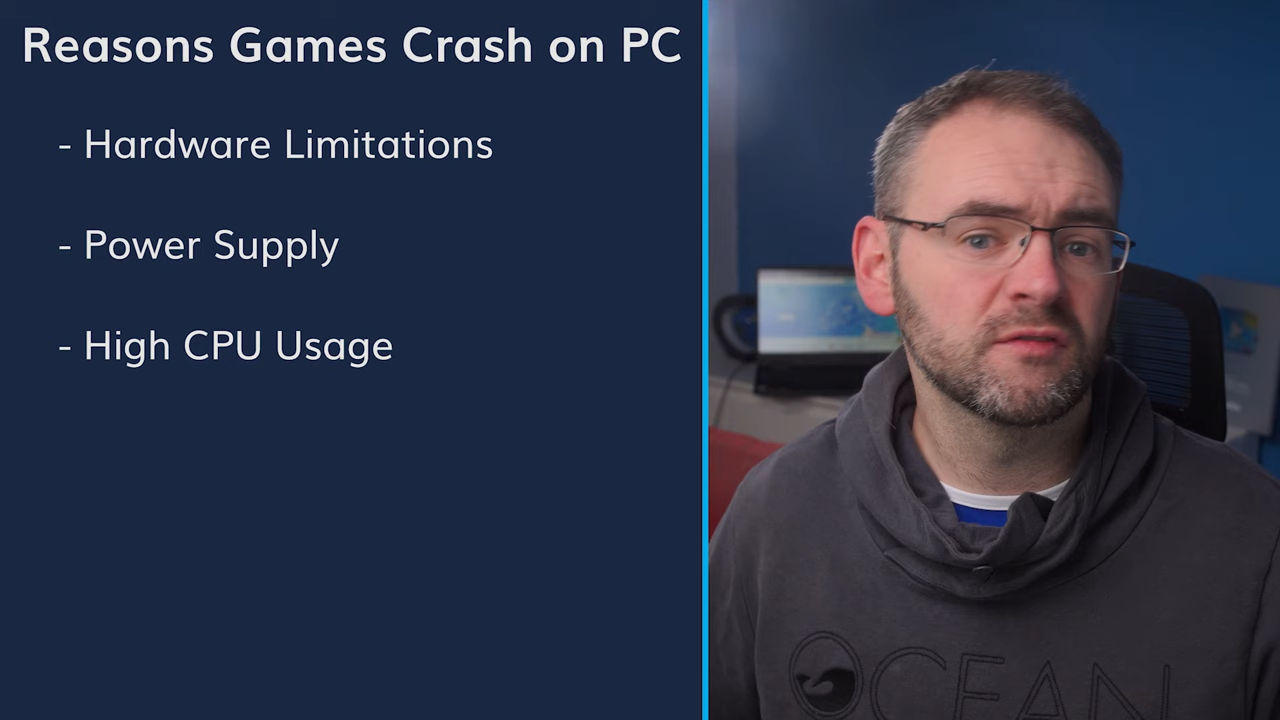 Reasons Games Crash on PC
- Hardware Limitations
- Power Supply
- High CPU Usage
OCEAN